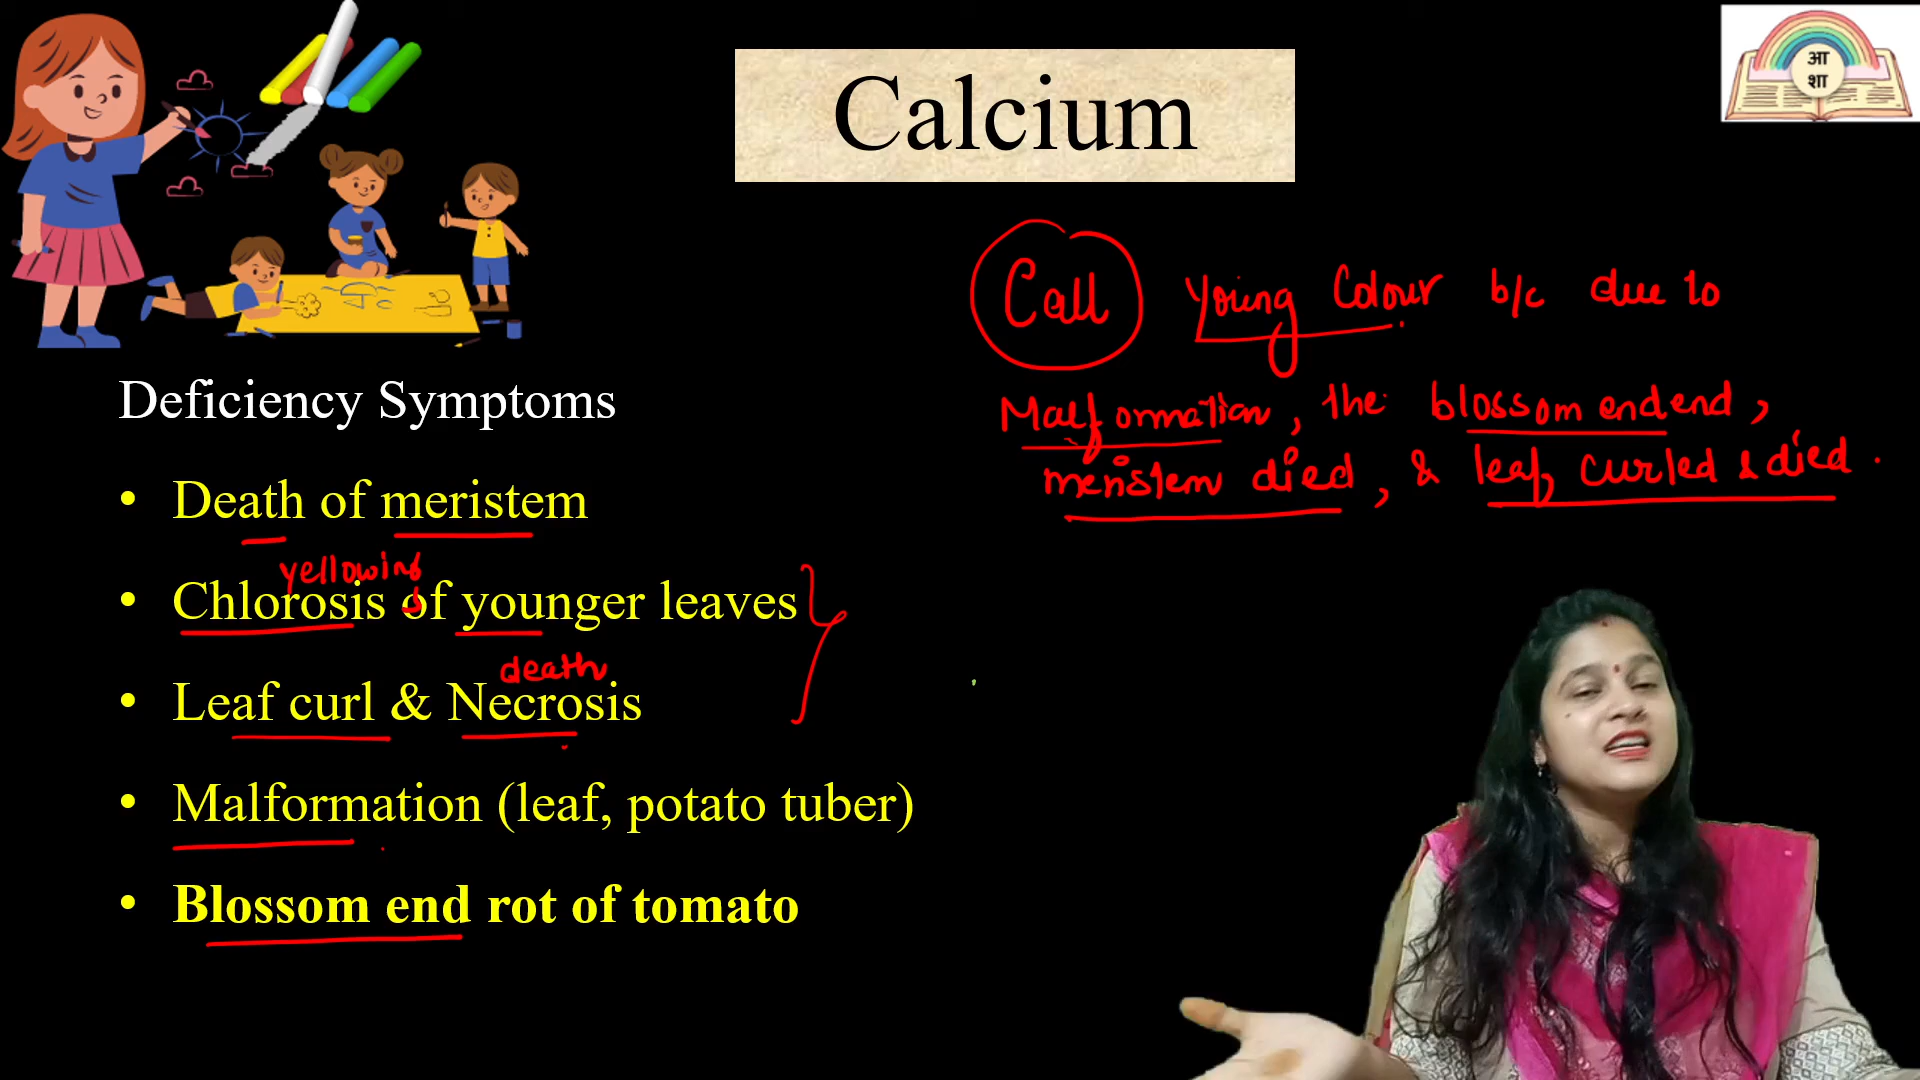 Calcium
आ
शा
Call young Colour b/c due to
Malformation, the blossom endend,
meristem died, & leaf curled & died.
Deficiency Symptoms
• Death of meristem
yellowing
• Chlorosis of younger leaves
death
• Leaf curl & Necrosis
• Malformation (leaf, potato tuber)
• Blossom end rot of tomato